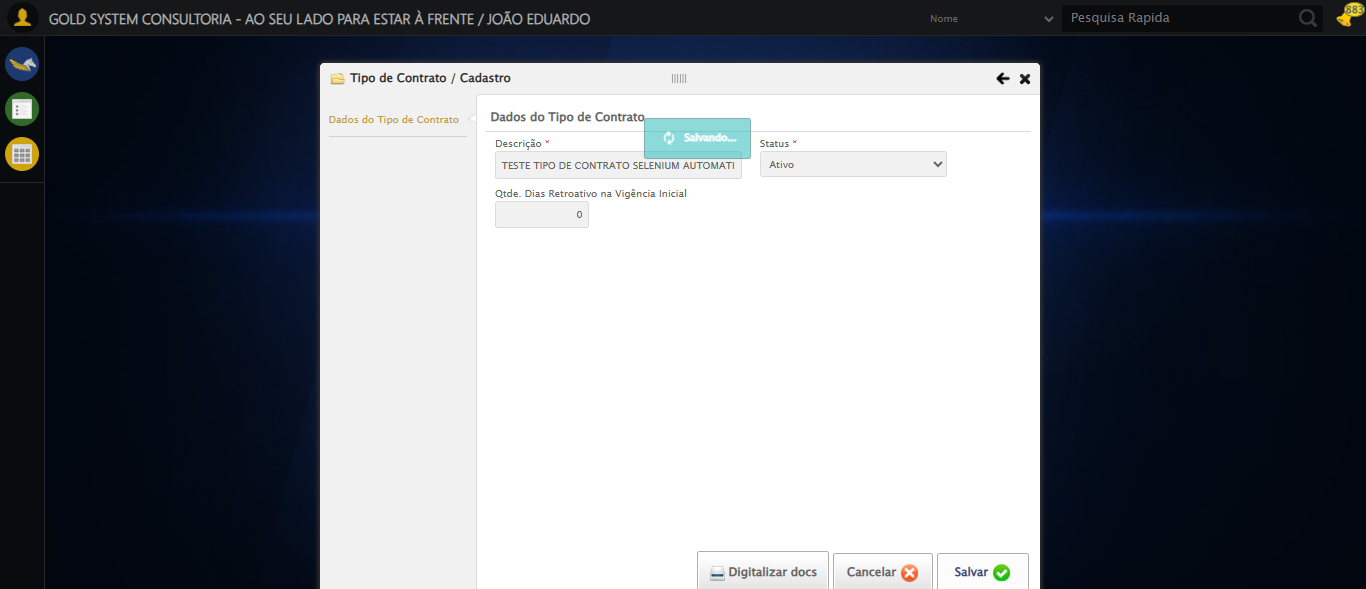 GOLD SYSTEM CONSULTORIA - AO SEU LADO PARA ESTAR À FRENTE / JOÃO EDUARDO
Nome
Pesquisa Rapida
883
Tipo de Contrato / Cadastro
Dados do Tipo de Contrato
Dados do Tipo de Contrato
Salvando...
Descrição *
Status *
TESTE TIPO DE CONTRATO SELENIUM AUTOMATI
Ativo
Qtde. Dias Retroativo na Vigência Inicial
0
Digitalizar docs
Cancelar
Salvar